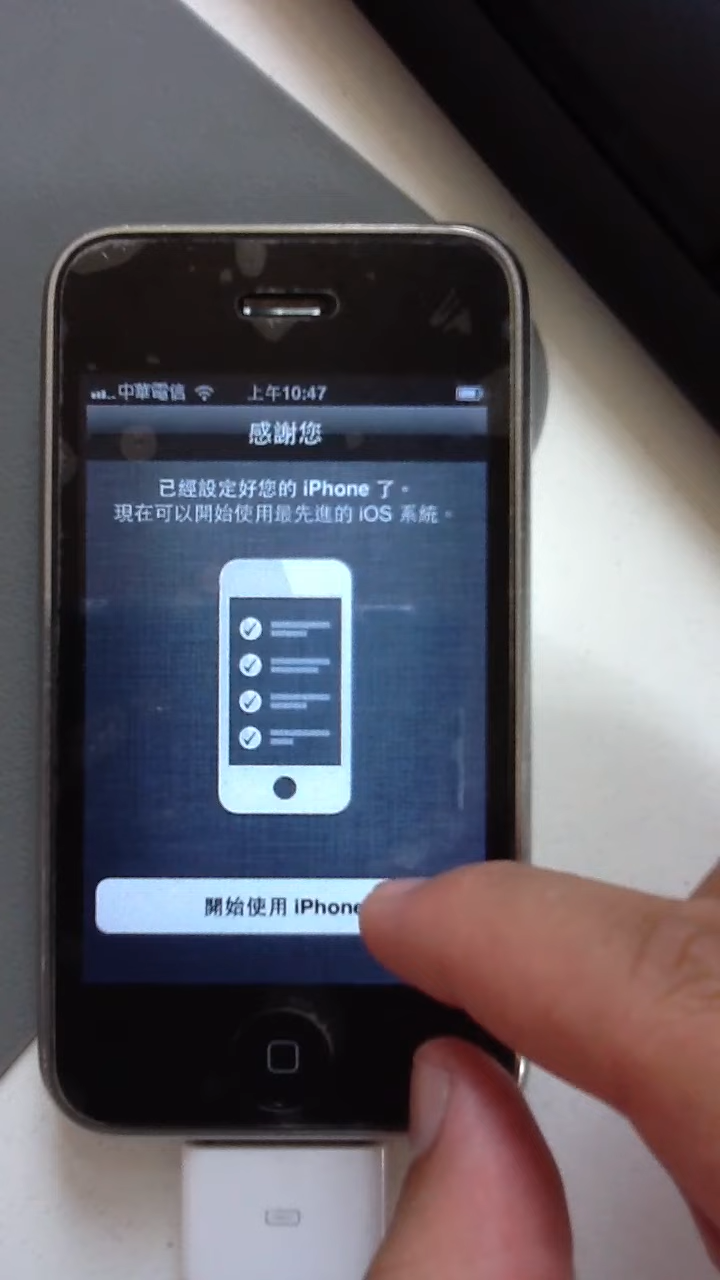 中華電信 上午10:47
感謝您
已經設定好您的 iPhone 了。
現在可以開始使用最先進的 iOS 系統。
開始使用 iPhone